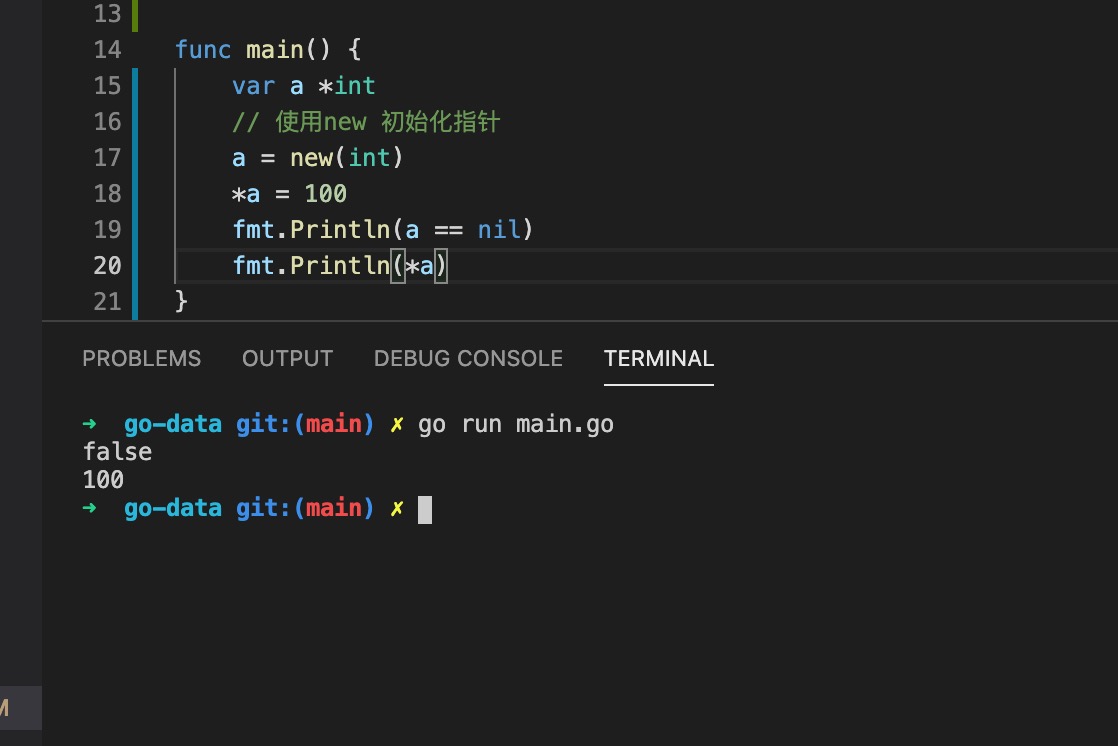 13
14 func main() {
15 var a *int
16 // 使用new 初始化指针
17 a = new(int)
18 *a = 100
19 fmt.Println(a == nil)
20 fmt.Println(*a)
21 }
PROBLEMS OUTPUT DEBUG CONSOLE TERMINAL
➜ go-data git:(main) ✗ go run main.go
false
100
➜ go-data git:(main) ✗
M